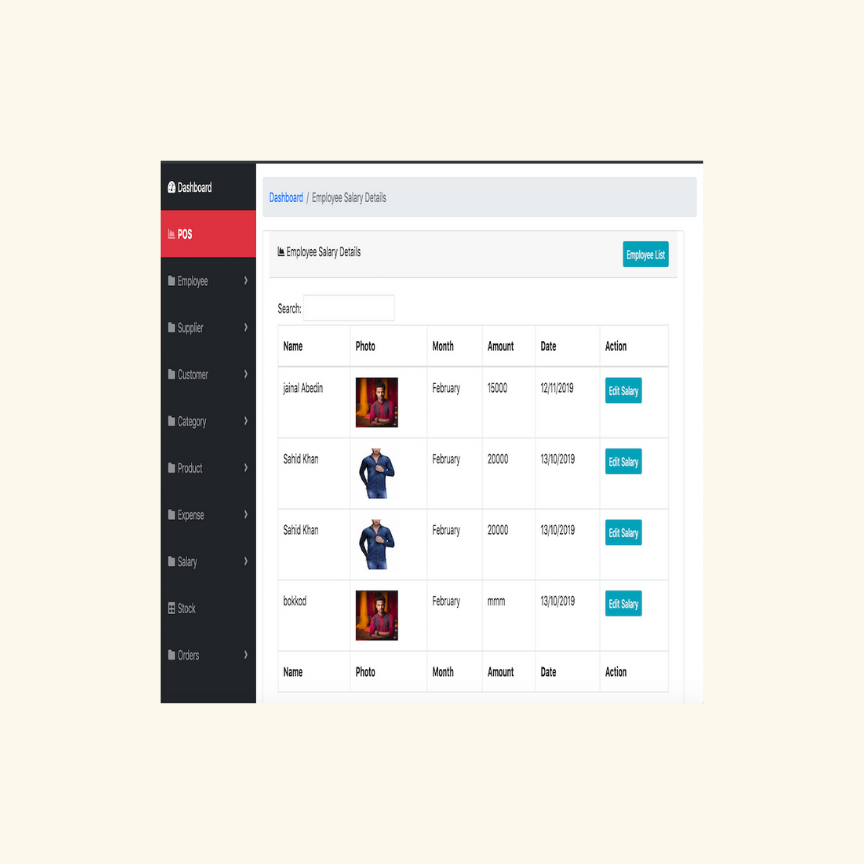 Dashboard
POS
Employee
Supplier
Customer
Category
Product
Expense
Salary
Stock
Orders
Dashboard / Employee Salary Details
Employee Salary Details
Employee List
Search:
Name Photo Month Amount Date Action
jainal Abedin February 15000 12/11/2019 Edit Salary
Sahid Khan February 20000 13/10/2019 Edit Salary
Sahid Khan February 20000 13/10/2019 Edit Salary
bokkod February mmm 13/10/2019 Edit Salary
Name Photo Month Amount Date Action